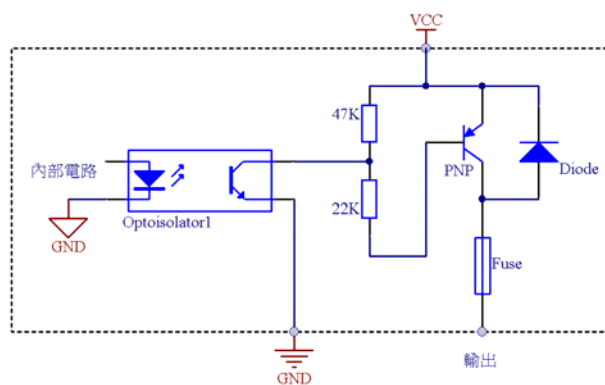 VCC
47K
內部電路
PNP
Diode
22K
Optoisolator1
GND
Fuse
輸出
GND